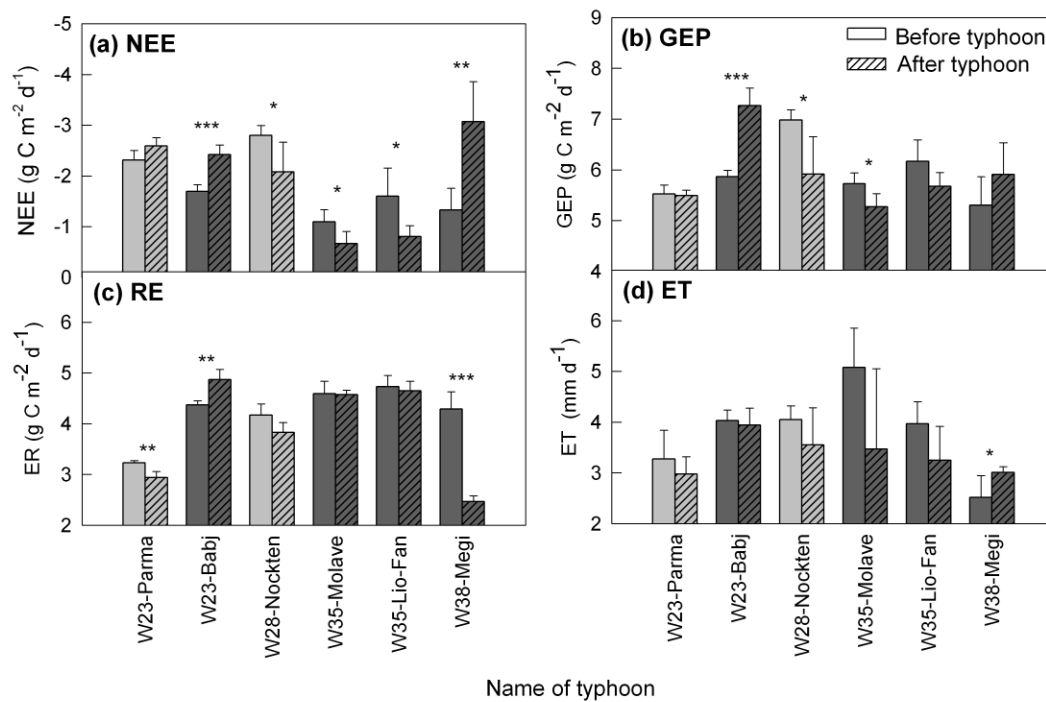 (a) NEE
-5
-4
-3
-2
-1
0
NEE (g C m-2 d-1)
***
*
*
*
**
(b) GEP
Before typhoon
After typhoon
9
8
7
6
5
4
GEP (g C m-2 d-1)
***
*
*
(c) RE
6
5
4
3
2
ER (g C m-2 d-1)
**
**
***
W23-Parma
W23-Babj
W28-Nockten
W35-Molave
W35-Lio-Fan
W38-Megi
(d) ET
6
5
4
3
2
ET (mm d-1)
*
W23-Parma
W23-Babj
W28-Nockten
W35-Molave
W35-Lio-Fan
W38-Megi
Name of typhoon